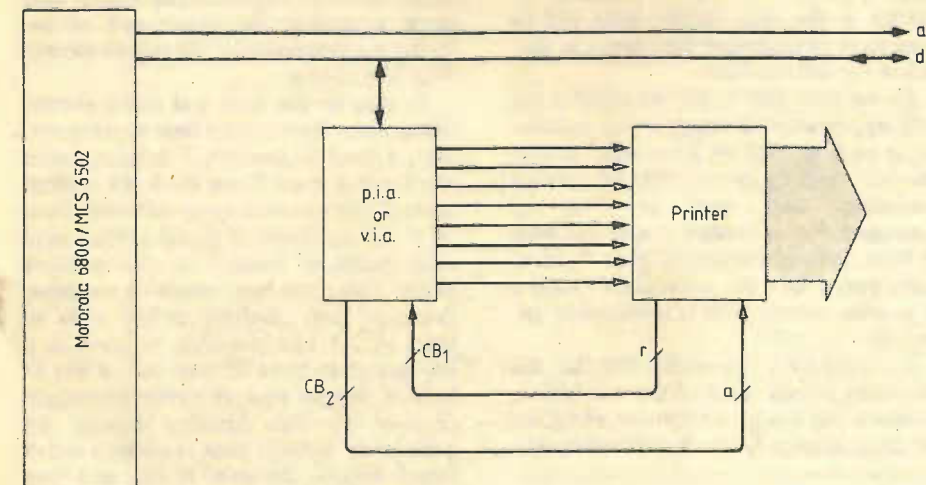 Motorola 6800 / MCS 6502
a
d
p.i.a.
or
v.i.a.
Printer
CB1
r
CB2
a